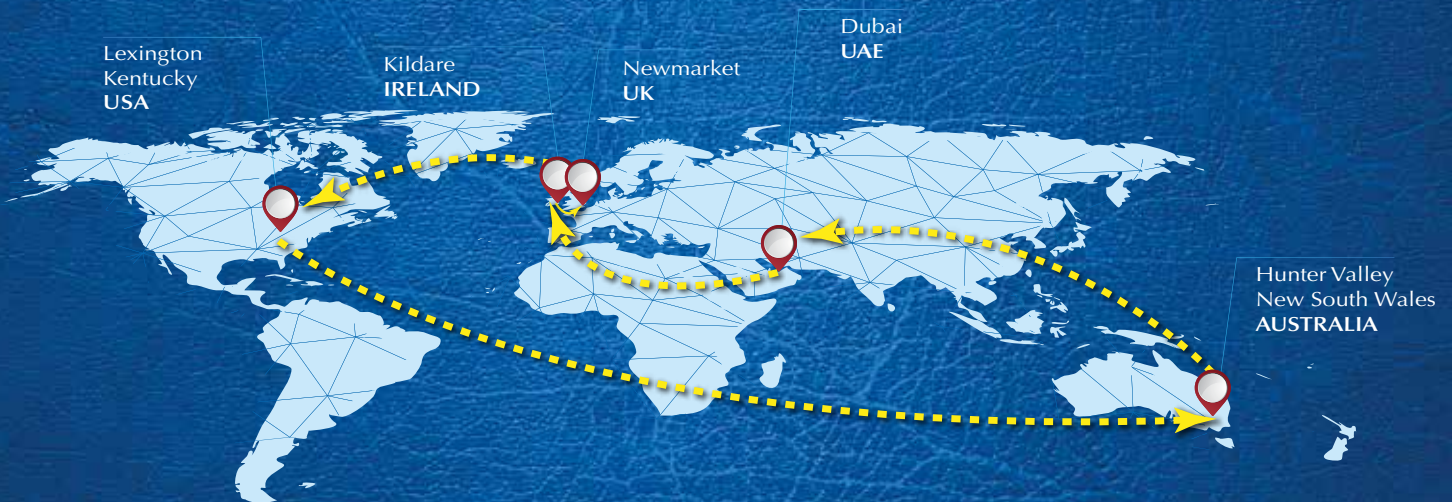 Lexington
Kentucky
USA
Kildare
IRELAND
Newmarket
UK
Dubai
UAE
Hunter Valley
New South Wales
AUSTRALIA